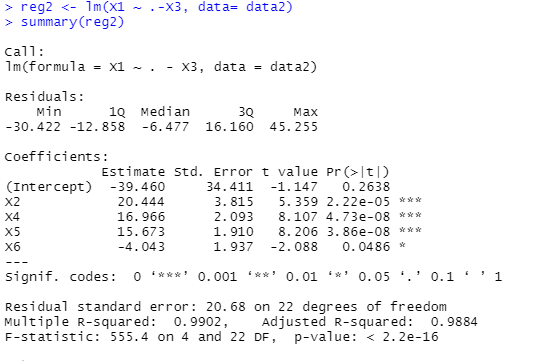 > reg2 <- lm(X1 ~ .-X3, data= data2)
> summary(reg2)
Call:
lm(formula = X1 ~ . - X3, data = data2)
Residuals:
    Min      1Q  Median      3Q     Max
-30.422 -12.858  -6.477  16.160  45.255
Coefficients:
            Estimate Std. Error t value Pr(>|t|)
(Intercept)  -39.460     34.411  -1.147   0.2638
X2            20.444      3.815   5.359 2.22e-05 ***
X4            16.966      2.093   8.107 4.73e-08 ***
X5            15.673      1.910   8.206 3.86e-08 ***
X6            -4.043      1.937  -2.088   0.0486 *
---
Signif. codes:  0 ‘***’ 0.001 ‘**’ 0.01 ‘*’ 0.05 ‘.’ 0.1 ‘ ’ 1
Residual standard error: 20.68 on 22 degrees of freedom
Multiple R-squared:  0.9902,    Adjusted R-squared:  0.9884
F-statistic: 555.4 on 4 and 22 DF,  p-value: < 2.2e-16